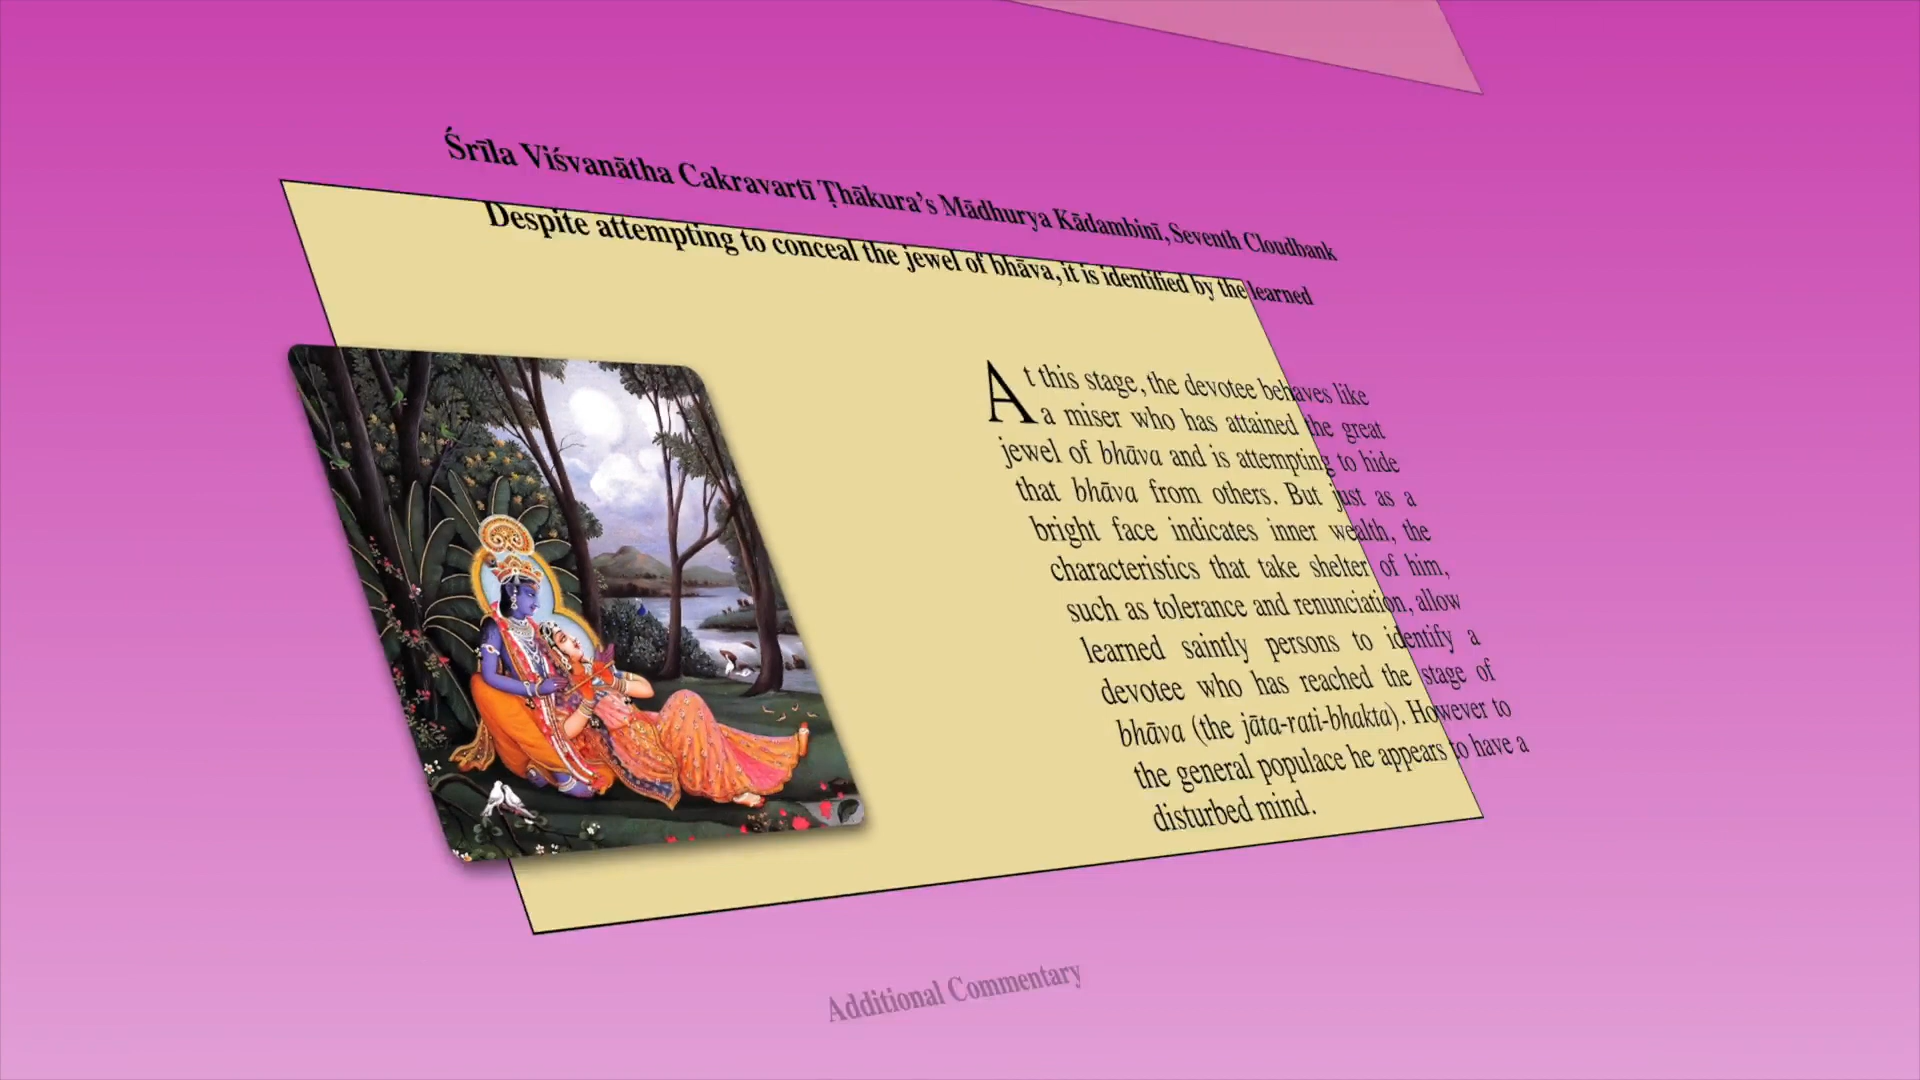 Śrīla Viśvanātha Cakravartī Ṭhākura’s Mādhurya Kādambinī, Seventh Cloudbank
Despite attempting to conceal the jewel of bhāva, it is identified by the learned
At this stage, the devotee behaves like
a miser who has attained the great
jewel of bhāva and is attempting to hide
that bhāva from others. But just as a
bright face indicates inner wealth, the
characteristics that take shelter of him,
such as tolerance and renunciation, allow
learned saintly persons to identify a
devotee who has reached the stage of
bhāva (the jāta-rati-bhakta). However to
the general populace he appears to have a
disturbed mind.
Additional Commentary